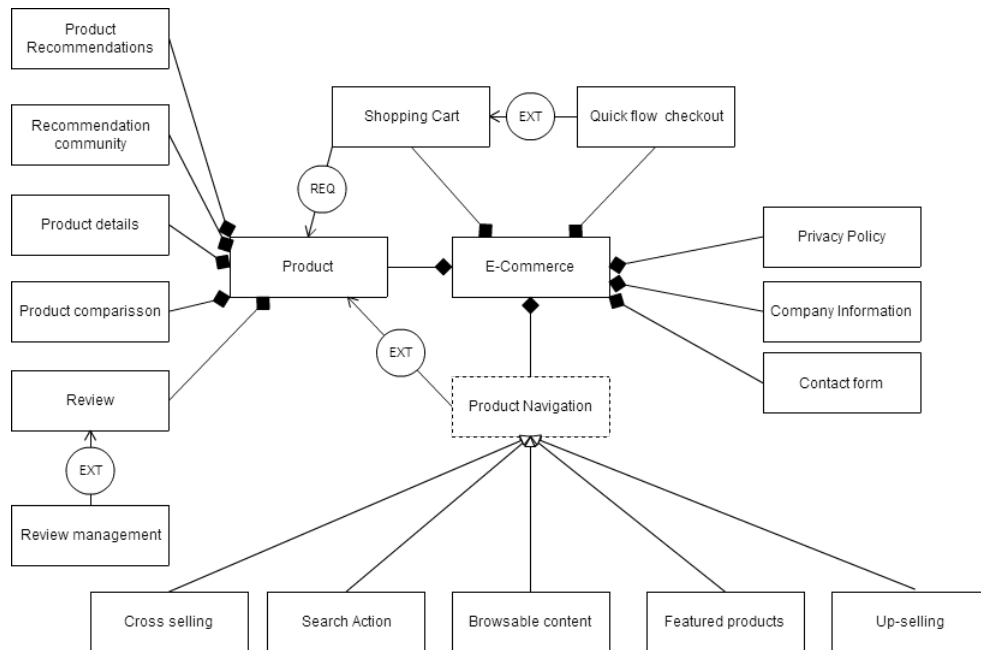 Product
Recommendations
Shopping Cart
EXT
Quick flow checkout
Recommendation
community
REQ
Product details
Product
E-Commerce
Privacy Policy
Product comparisson
Company Information
EXT
Contact form
Review
Product Navigation
EXT
Review management
Cross selling
Search Action
Browsable content
Featured products
Up-selling